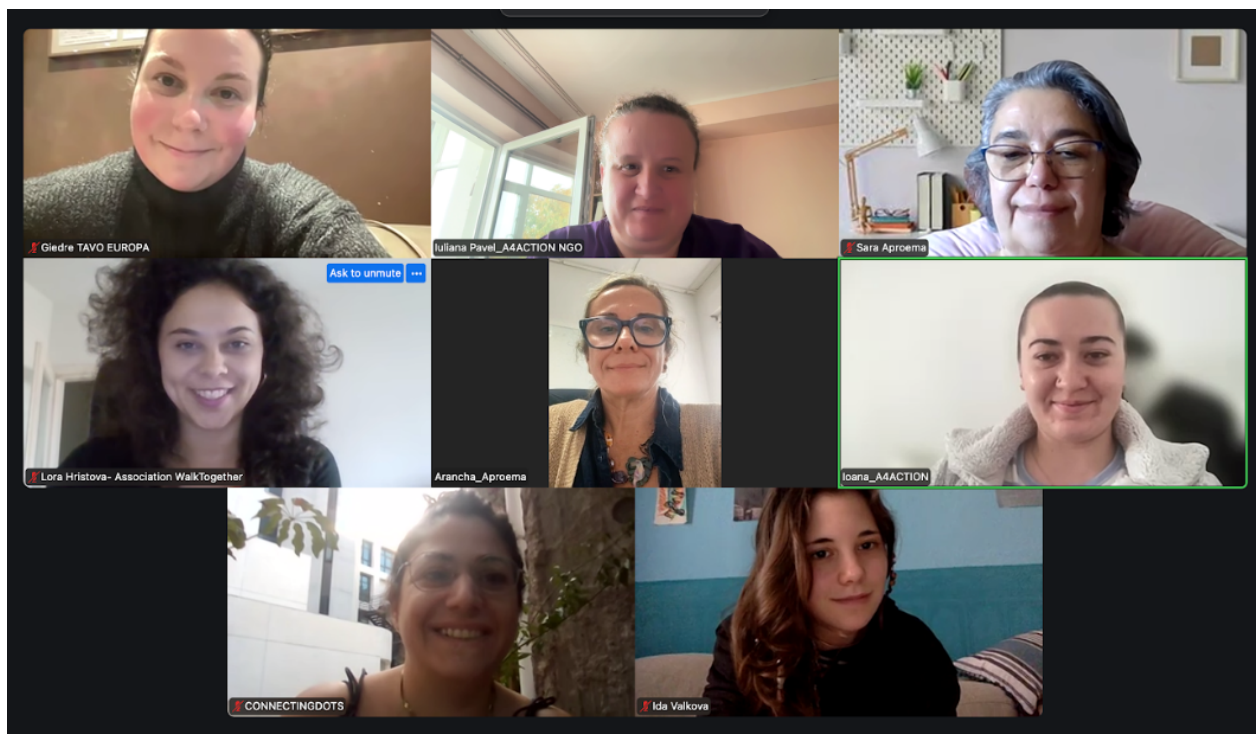 Giedre TAVO EUROPA
Iuliana Pavel_A4ACTION NGO
Sara Aproema
Ask to unmute ...
Lora Hristova- Association WalkTogether
Arancha_Aproema
Ioana_A4ACTION
CONNECTINGDOTS
Ida Valkova